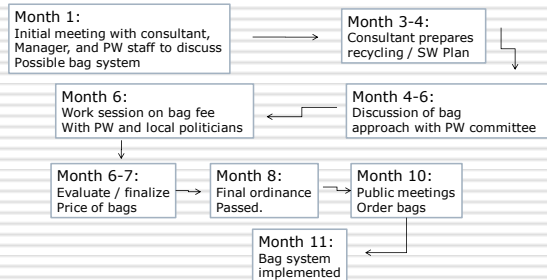 Month 1:
Initial meeting with consultant,
Manager, and PW staff to discuss
Possible bag system
Month 3-4:
Consultant prepares
recycling / SW Plan
Month 4-6:
Discussion of bag
approach with PW committee
Month 6:
Work session on bag fee
With PW and local politicians
Month 6-7:
Evaluate / finalize
Price of bags
Month 8:
Final ordinance
Passed.
Month 10:
Public meetings
Order bags
Month 11:
Bag system
implemented